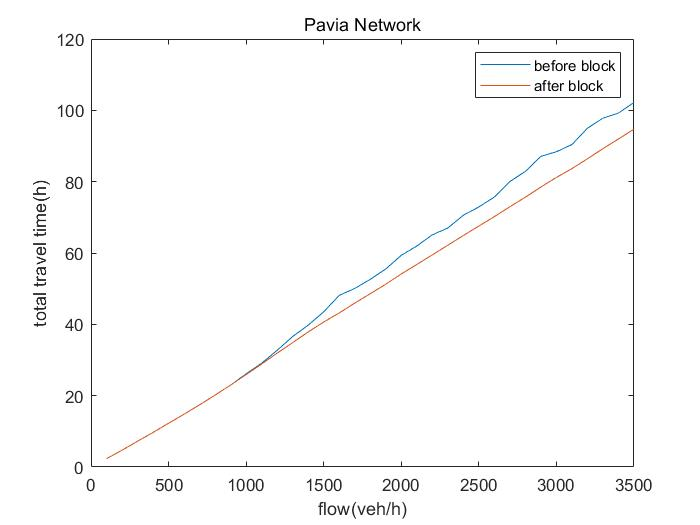 Pavia Network
before block
after block
total travel time(h)
120
100
80
60
40
20
0
0 500 1000 1500 2000 2500 3000 3500
flow(veh/h)